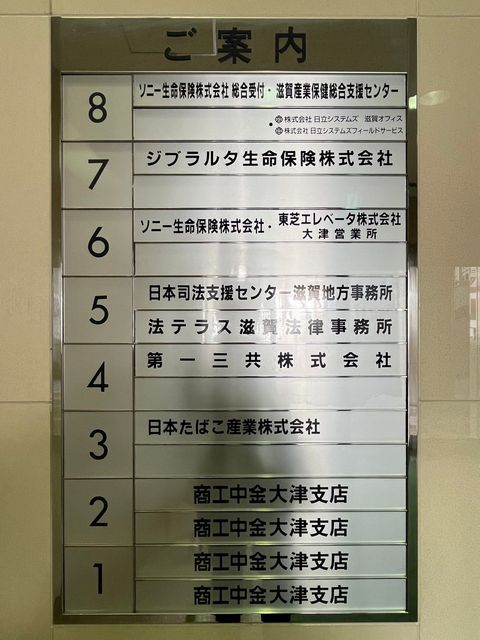 ご案内
8
ソニー生命保険株式会社 総合受付・滋賀産業保健総合支援センター
・株式会社 日立システムズ 滋賀オフィス
株式会社 日立システムズフィールドサービス
7
ジブラルタ生命保険株式会社
6
ソニー生命保険株式会社・東芝エレベータ株式会社
大津営業所
5
日本司法支援センター滋賀地方事務所
法テラス滋賀法律事務所
4
第一三共株式会社
3
日本たばこ産業株式会社
2
商工中金大津支店
商工中金大津支店
1
商工中金大津支店
商工中金大津支店